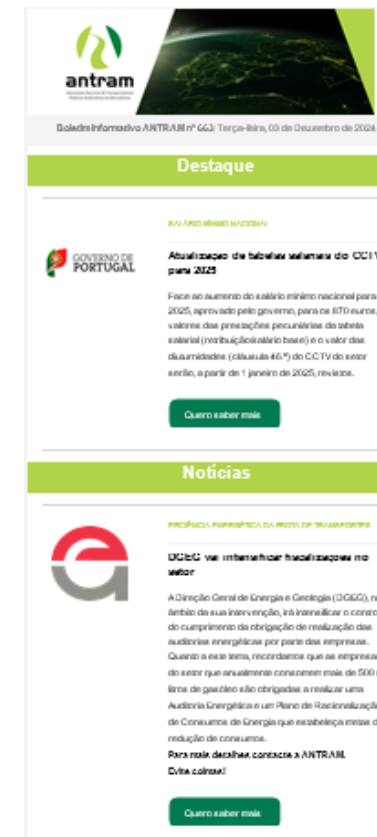 antram
Boletim Informativo ANTRAM nº 663| Terça-feira, 03 de Dezembro de 2024
Destaque
SALÁRIO MÍNIMO NACIONAL
GOVERNO DE
PORTUGAL
Atualização de tabelas salariais do CCTV
para 2025
Face ao aumento do salário mínimo nacional para
2025, aprovado pelo governo, para os 870 euros,
valores das prestações pecuniárias da tabela
salarial (retribuição/salário base) e o valor das
diuturnidades (cláusula 46.ª) do CCTV do setor
serão, a partir de 1 janeiro de 2025, revistos.
Quero saber mais
Notícias
EFICIÊNCIA ENERGÉTICA DA FROTA DE TRANSPORTES
DGEG vai intensificar fiscalizações no
setor
A Direção Geral de Energia e Geologia (DGEG), n
âmbito da sua intervenção, irá intensificar o contro
do cumprimento da obrigação de realização das
auditorias energéticas por parte das empresas.
Quanto a este tema, recordamos que as empresa
do setor que anualmente consomem mais de 500
litros de gasóleo são obrigadas a realizar uma
Auditoria Energética e um Plano de Racionalização
de Consumos de Energia que estabeleça metas d
redução de consumos.
Para mais detalhes contacte a ANTRAM.
Evite coimas!
Quero saber mais